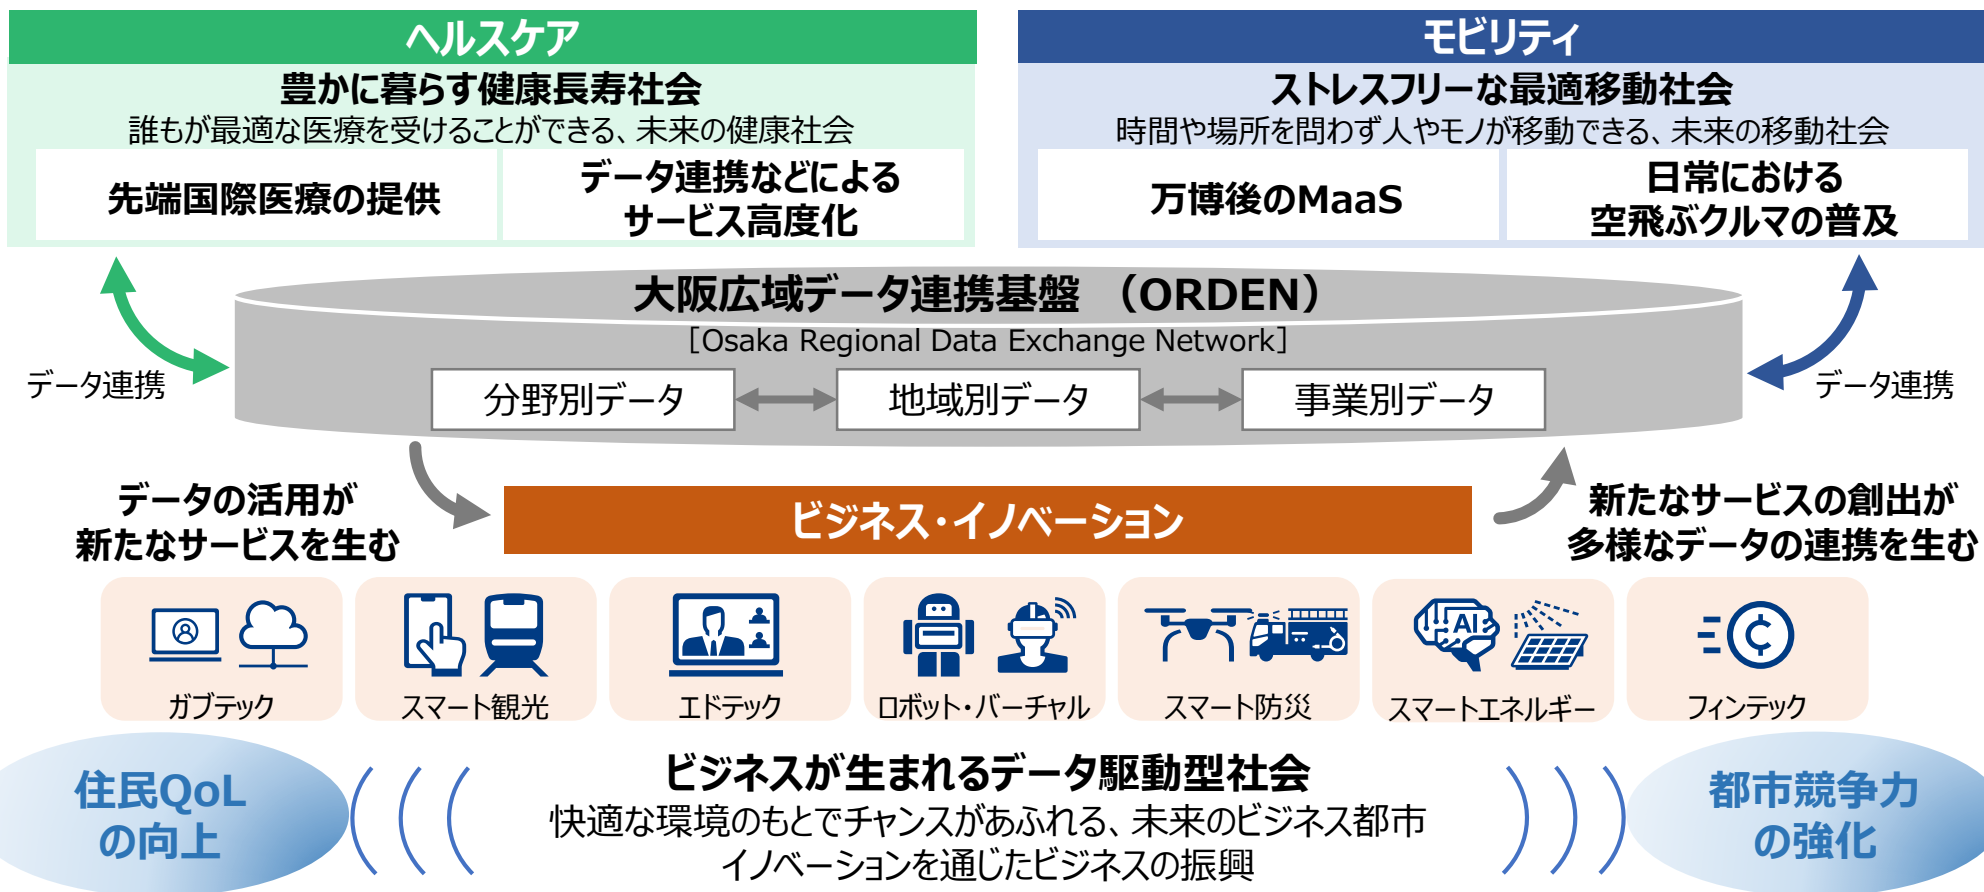 ヘルスケア
豊かに暮らす健康長寿社会
誰もが最適な医療を受けることができる、未来の健康社会
先端国際医療の提供
データ連携などによる
サービス高度化
モビリティ
ストレスフリーな最適移動社会
時間や場所を問わず人やモノが移動できる、未来の移動社会
万博後のMaaS
日常における
空飛ぶクルマの普及
大阪広域データ連携基盤 （ORDEN）
［Osaka Regional Data Exchange Network］
データ連携
分野別データ
地域別データ
事業別データ
データ連携
データの活用が
新たなサービスを生む
ビジネス・イノベーション
新たなサービスの創出が
多様なデータの連携を生む
ガブテック
スマート観光
エドテック
ロボット・バーチャル
スマート防災
AI
スマートエネルギー
フィンテック
住民QoL
の向上
ビジネスが生まれるデータ駆動型社会
快適な環境のもとでチャンスがあふれる、未来のビジネス都市
イノベーションを通じたビジネスの振興
都市競争力
の強化